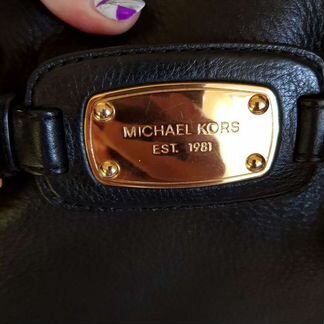 MICHAEL KORS
EST. 1981